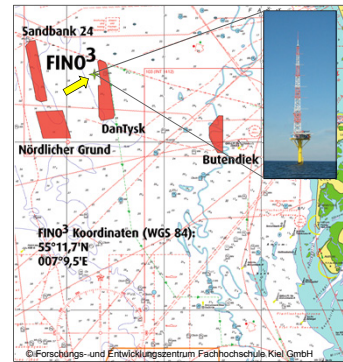 Sandbank 24
FINO³
DanTysk
Nördlicher Grund
Butendiek
FINO³ Koordinaten (WGS 84):
55°11,7'N
007°9,5'E
© Forschungs--und Entwicklungszentrum Fachhochschule Kiel GmbH